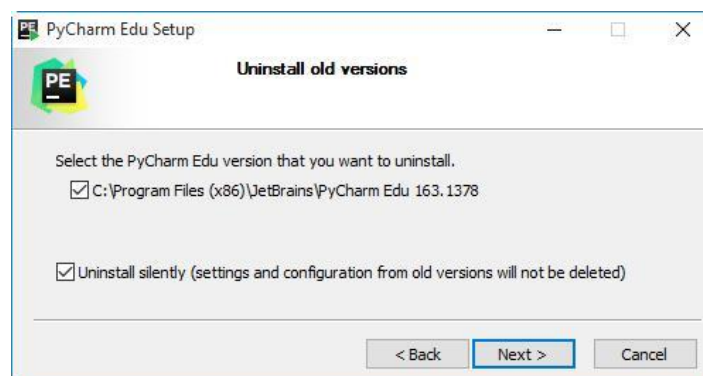 PE PyCharm Edu Setup
PE
Uninstall old versions
Select the PyCharm Edu version that you want to uninstall.
C:\Program Files (x86)\JetBrains\PyCharm Edu 163.1378
Uninstall silently (settings and configuration from old versions will not be deleted)
< Back Next > Cancel